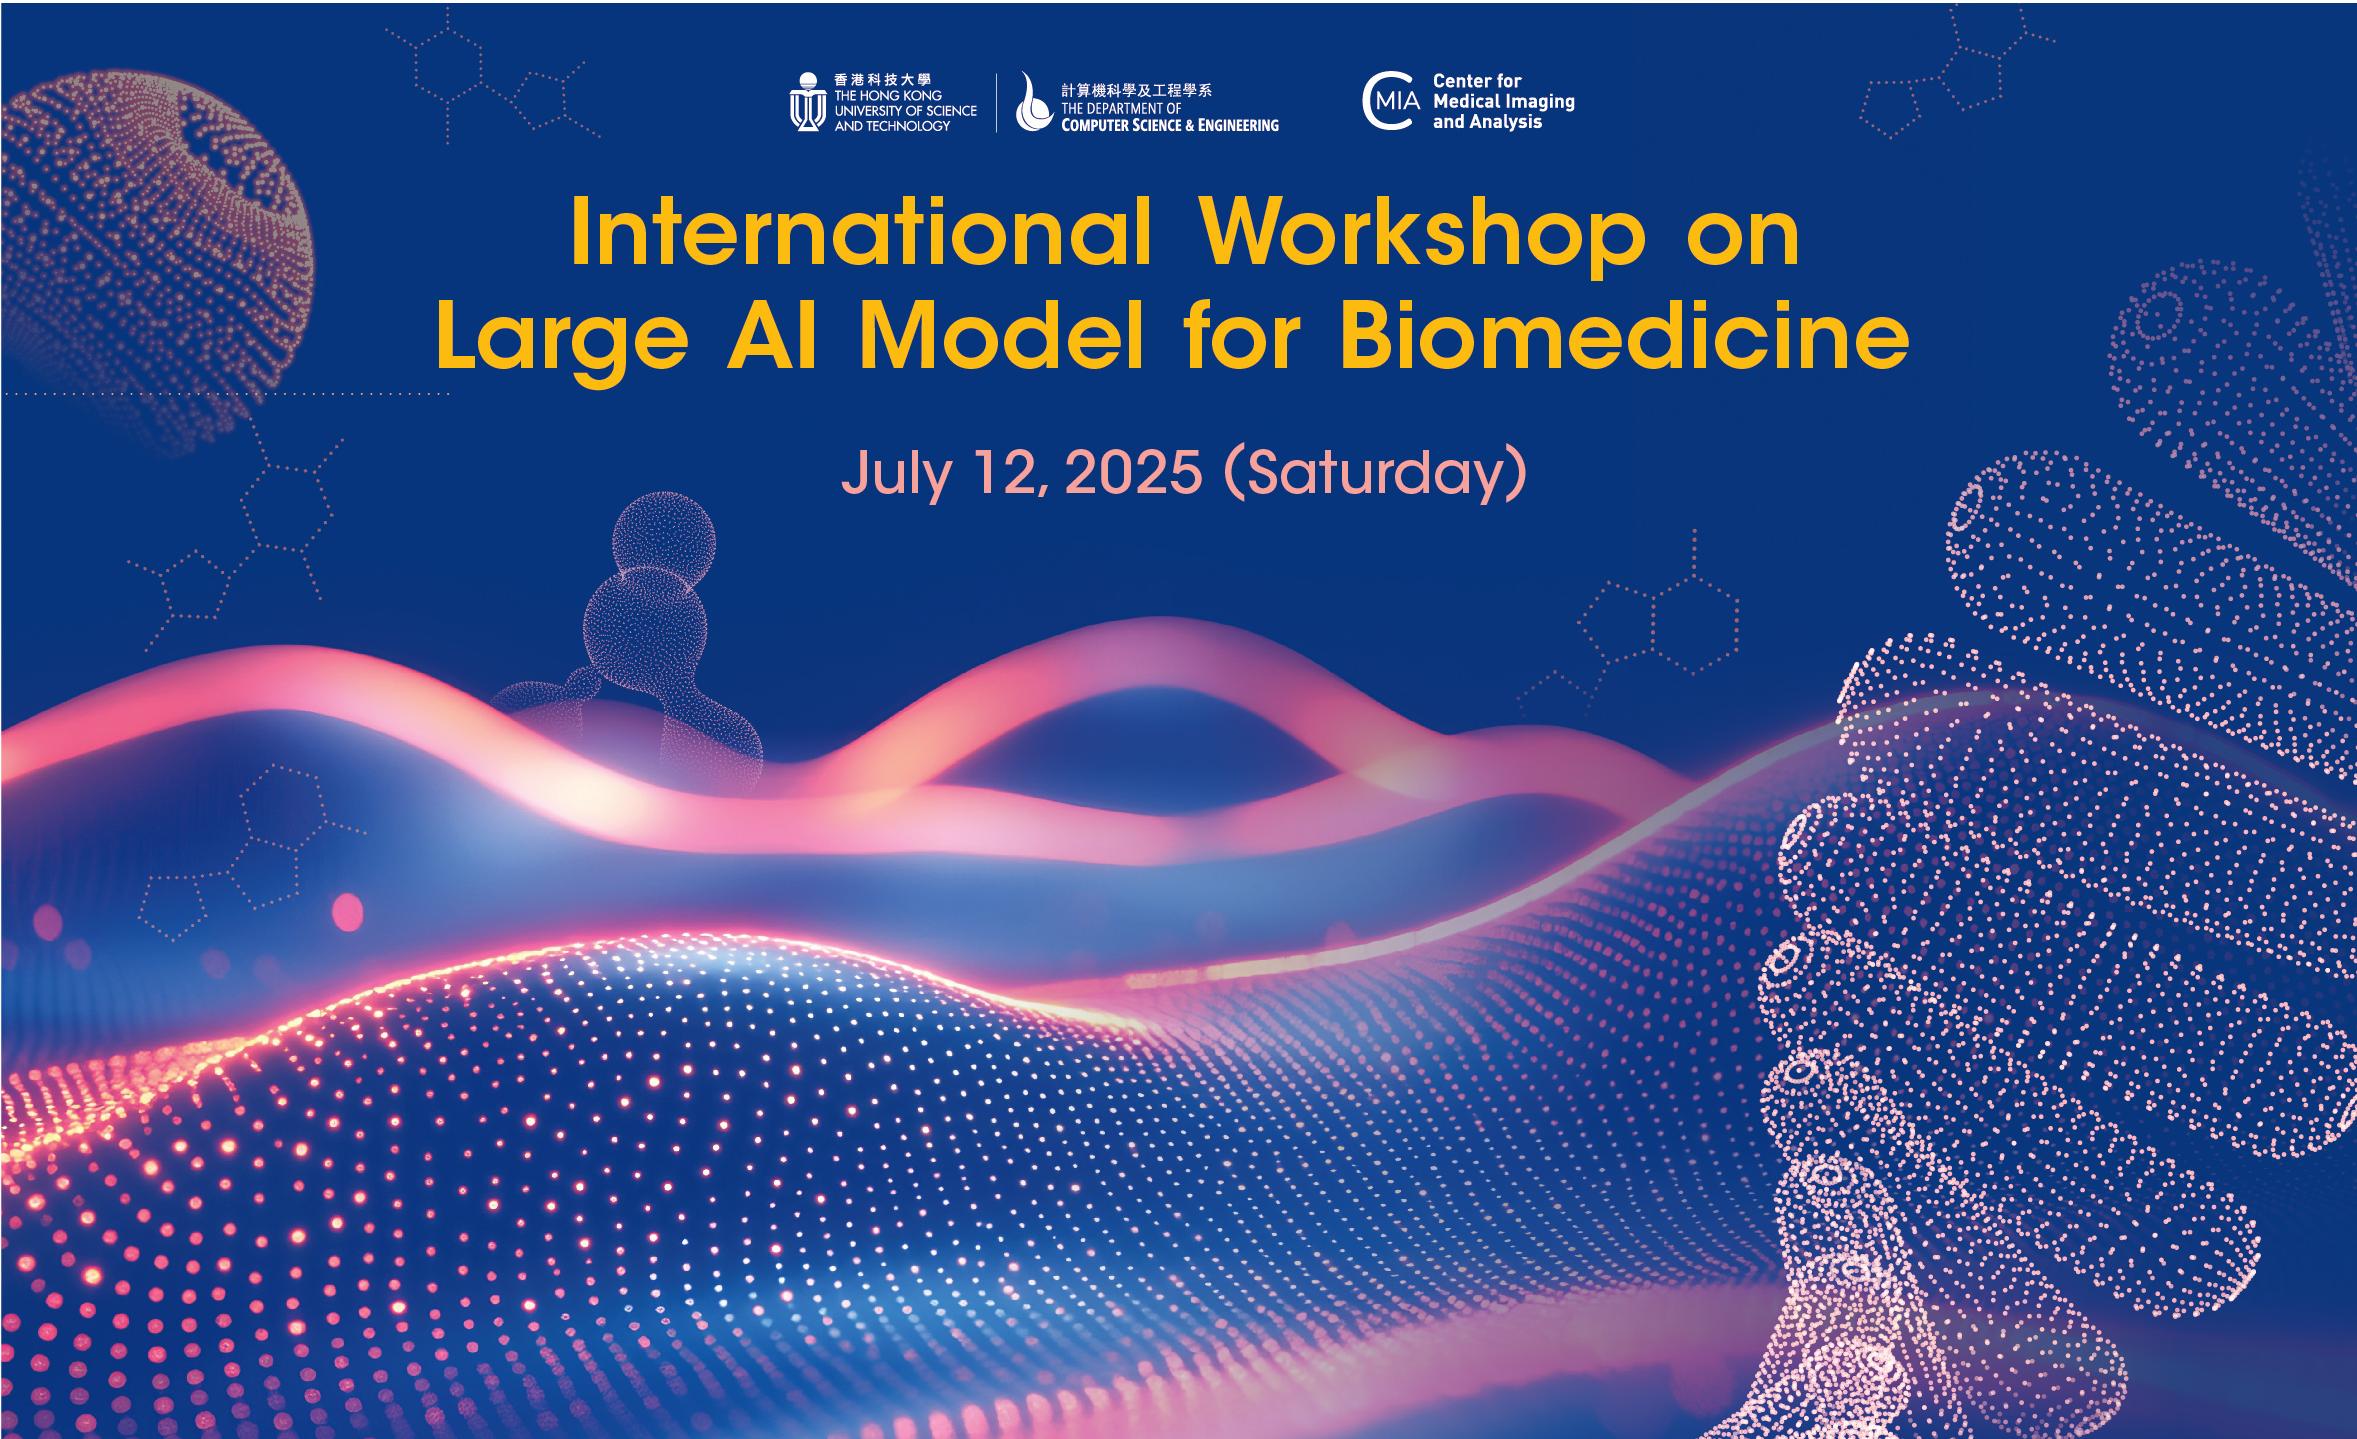 香港科技大學
THE HONG KONG
UNIVERSITY OF SCIENCE
AND TECHNOLOGY
計算機科學及工程學系
THE DEPARTMENT OF
COMPUTER SCIENCE & ENGINEERING
CMIA
Center for
Medical Imaging
and Analysis
International Workshop on
Large AI Model for Biomedicine
July 12, 2025 (Saturday)